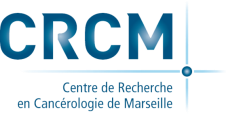 CRCM
Centre de Recherche
en Cancérologie de Marseille